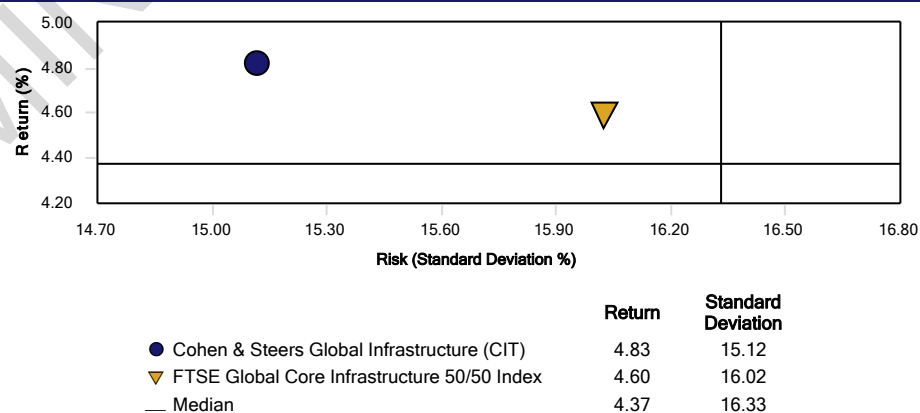 5.00
4.80
4.60
4.40
4.20
Return (%)
14.70 15.00 15.30 15.60 15.90 16.20 16.50 16.80
Risk (Standard Deviation %)
Return Standard Deviation
Cohen & Steers Global Infrastructure (CIT) 4.83 15.12
FTSE Global Core Infrastructure 50/50 Index 4.60 16.02
Median 4.37 16.33